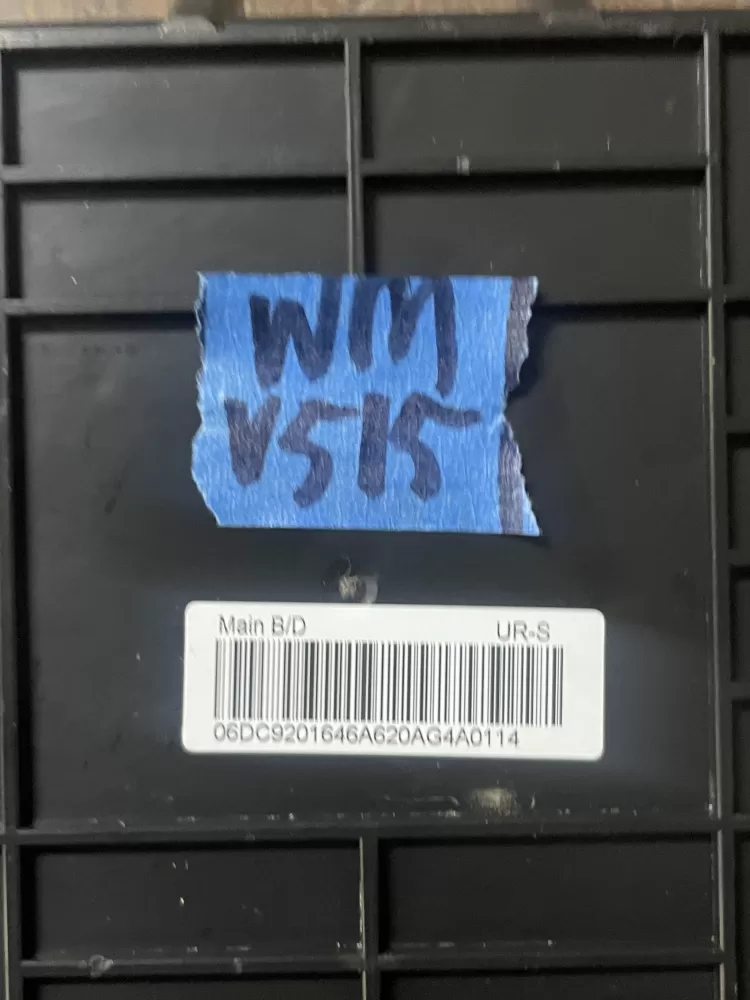 WM
V515
Main B/D UR-S
06DC9201646A620AG4A0114